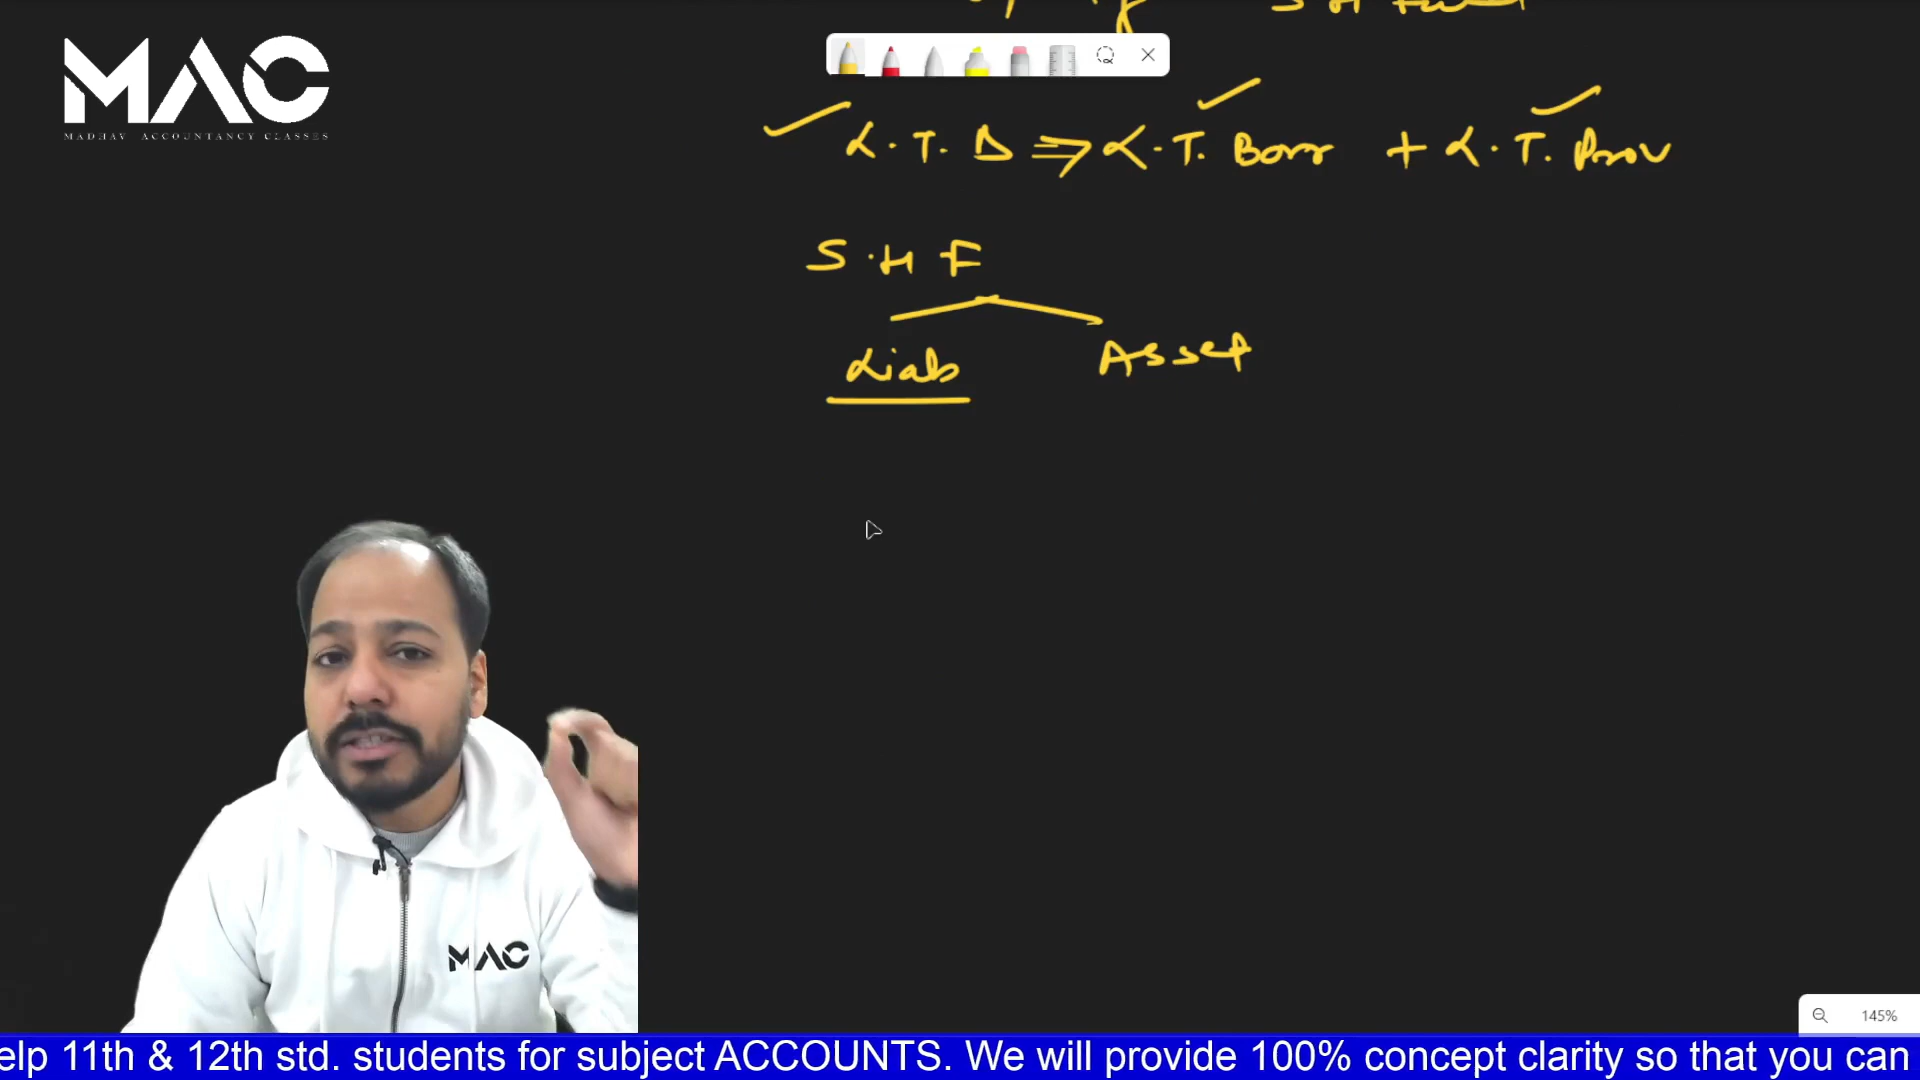 MAC
MADHAV ACCOUNTANCY CLASSES
L.T.D ⇒ L.T. Borr + L.T. Prov
S.H F
Liab Asset
MAC
145%
elp 11th & 12th std. students for subject ACCOUNTS. We will provide 100% concept clarity so that you can